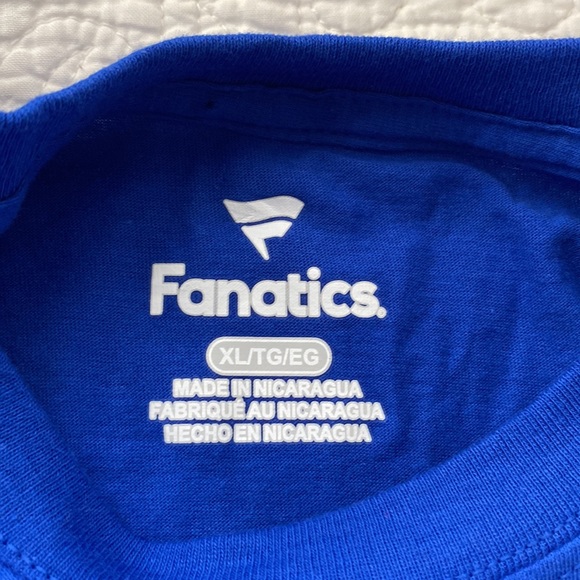 Fanatics.
XL/TG/EG
MADE IN NICARAGUA
FABRIQUÉ AU NICARAGUA
HECHO EN NICARAGUA